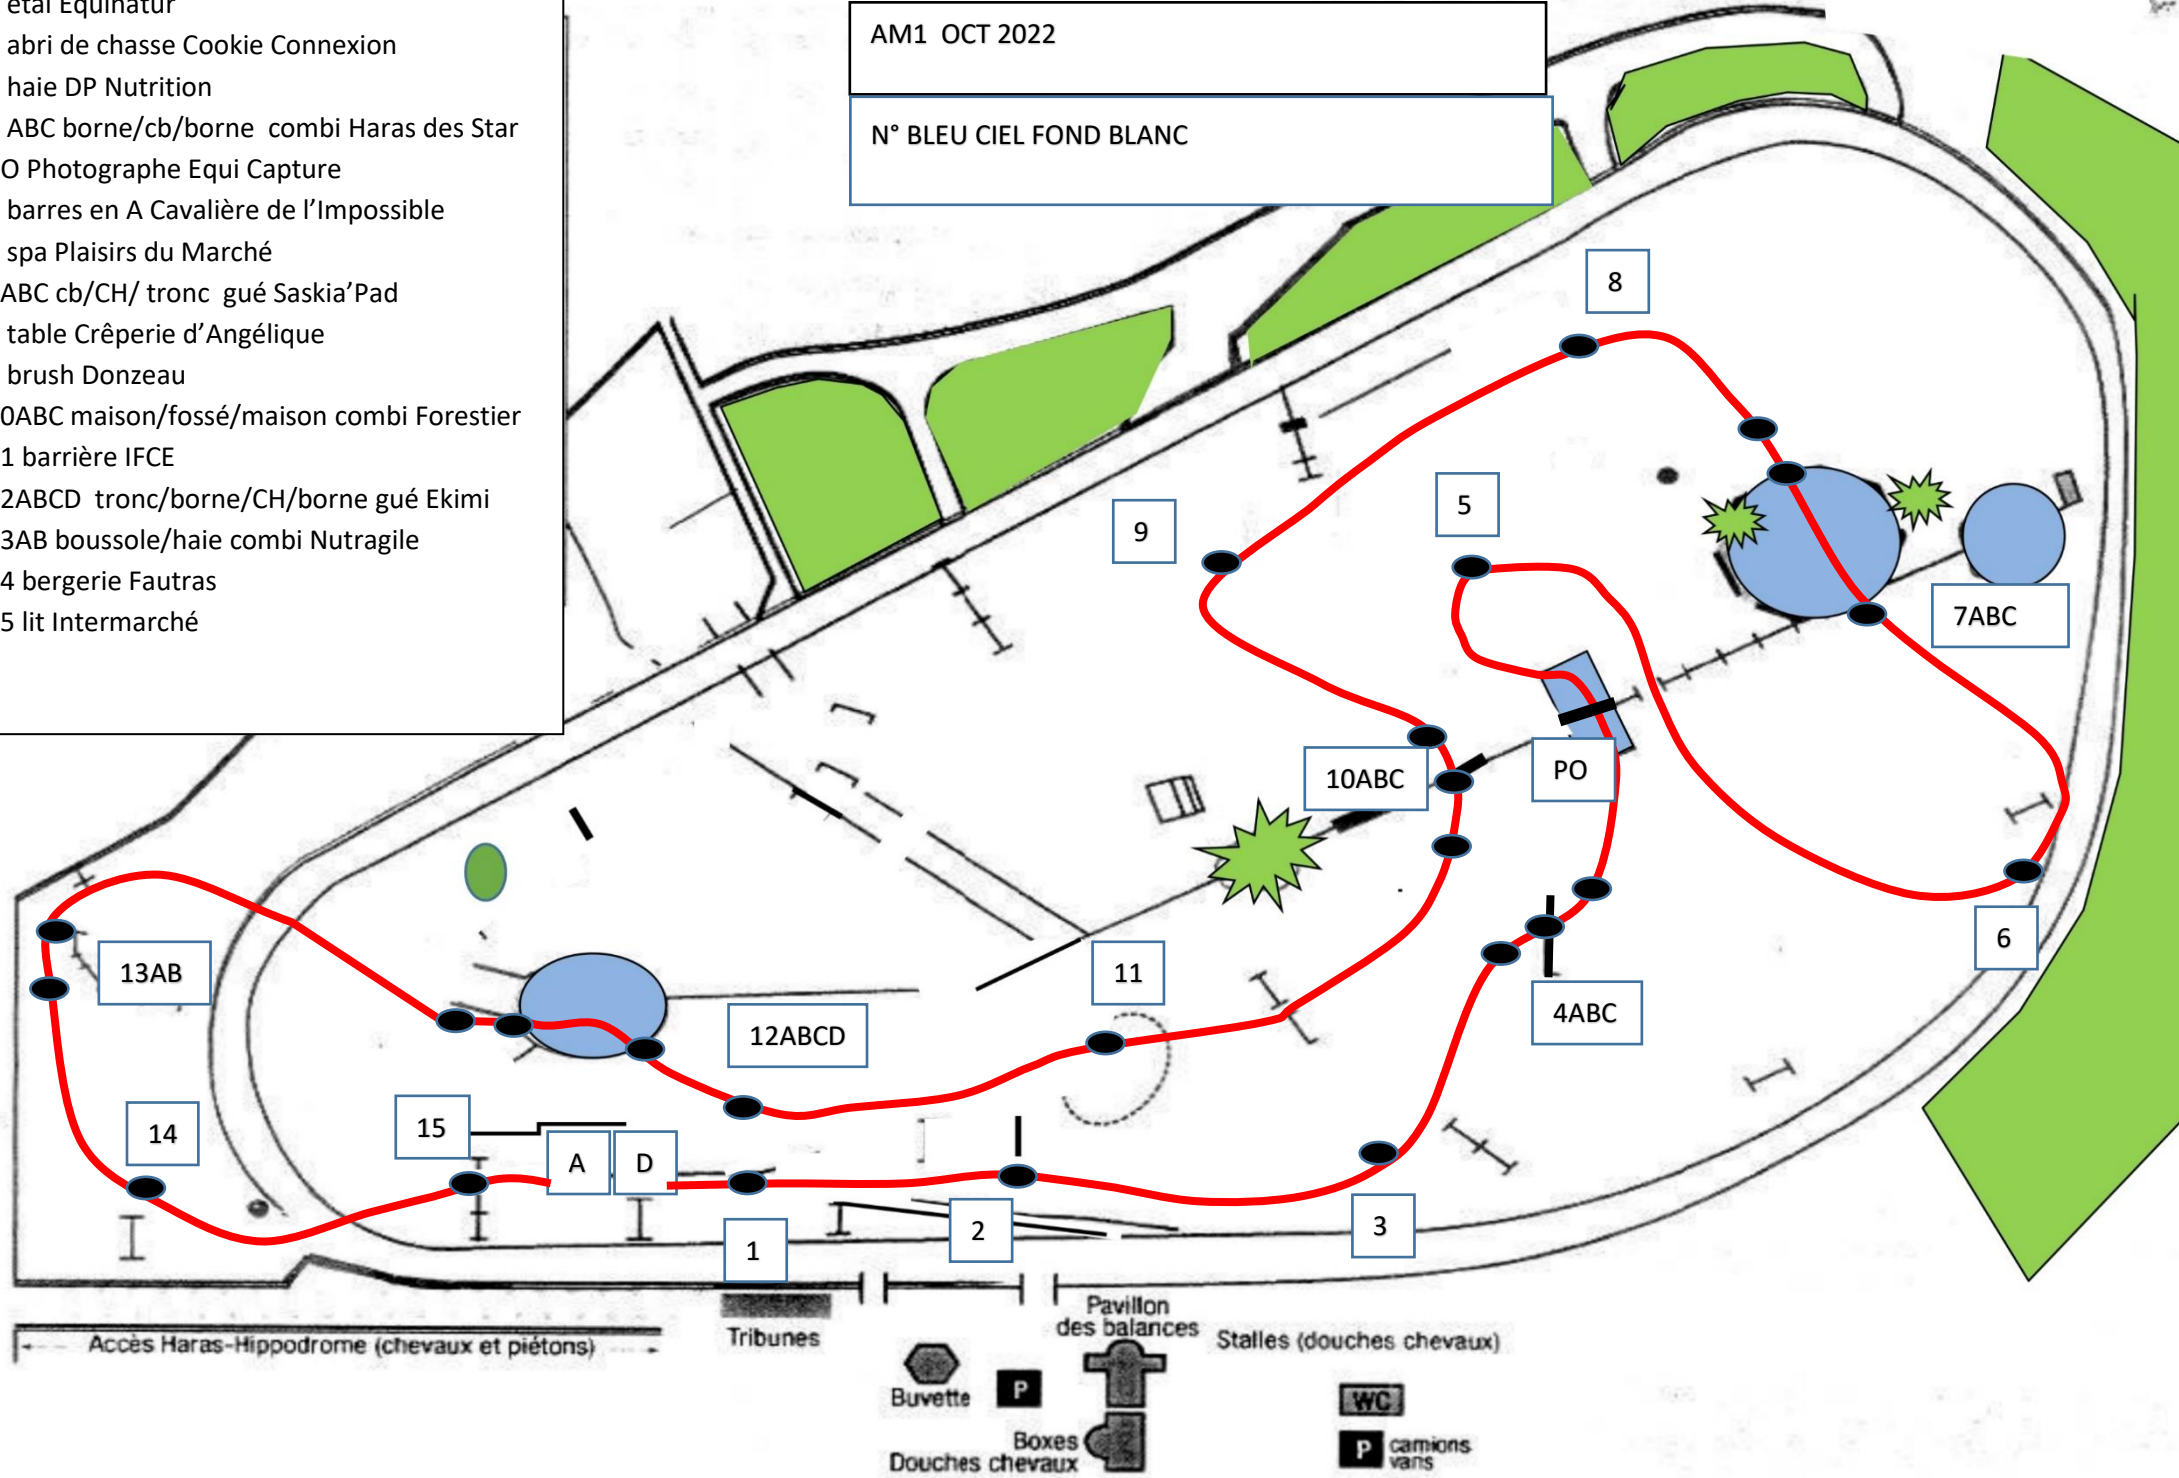 étal Equinatur
abri de chasse Cookie Connexion
haie DP Nutrition
ABC borne/cb/borne combi Haras des Star
O Photographe Equi Capture
barres en A Cavalière de l’Impossible
spa Plaisirs du Marché
ABC cb/CH/ tronc gué Saskia’Pad
table Crêperie d’Angélique
brush Donzeau
0ABC maison/fossé/maison combi Forestier
1 barrière IFCE
2ABCD tronc/borne/CH/borne gué Ekimi
3AB boussole/haie combi Nutragile
4 bergerie Fautras
5 lit Intermarché
AM1 OCT 2022
N° BLEU CIEL FOND BLANC
8
5
9
7ABC
10ABC
PO
6
13AB
11
12ABCD
4ABC
14
15
A
D
1
2
3
Accès Haras-Hippodrome (chevaux et piétons)
Tribunes
Pavillon
des balances
Stalles (douches chevaux)
Buvette
P
WC
Boxes
Douches chevaux
P camions
vans